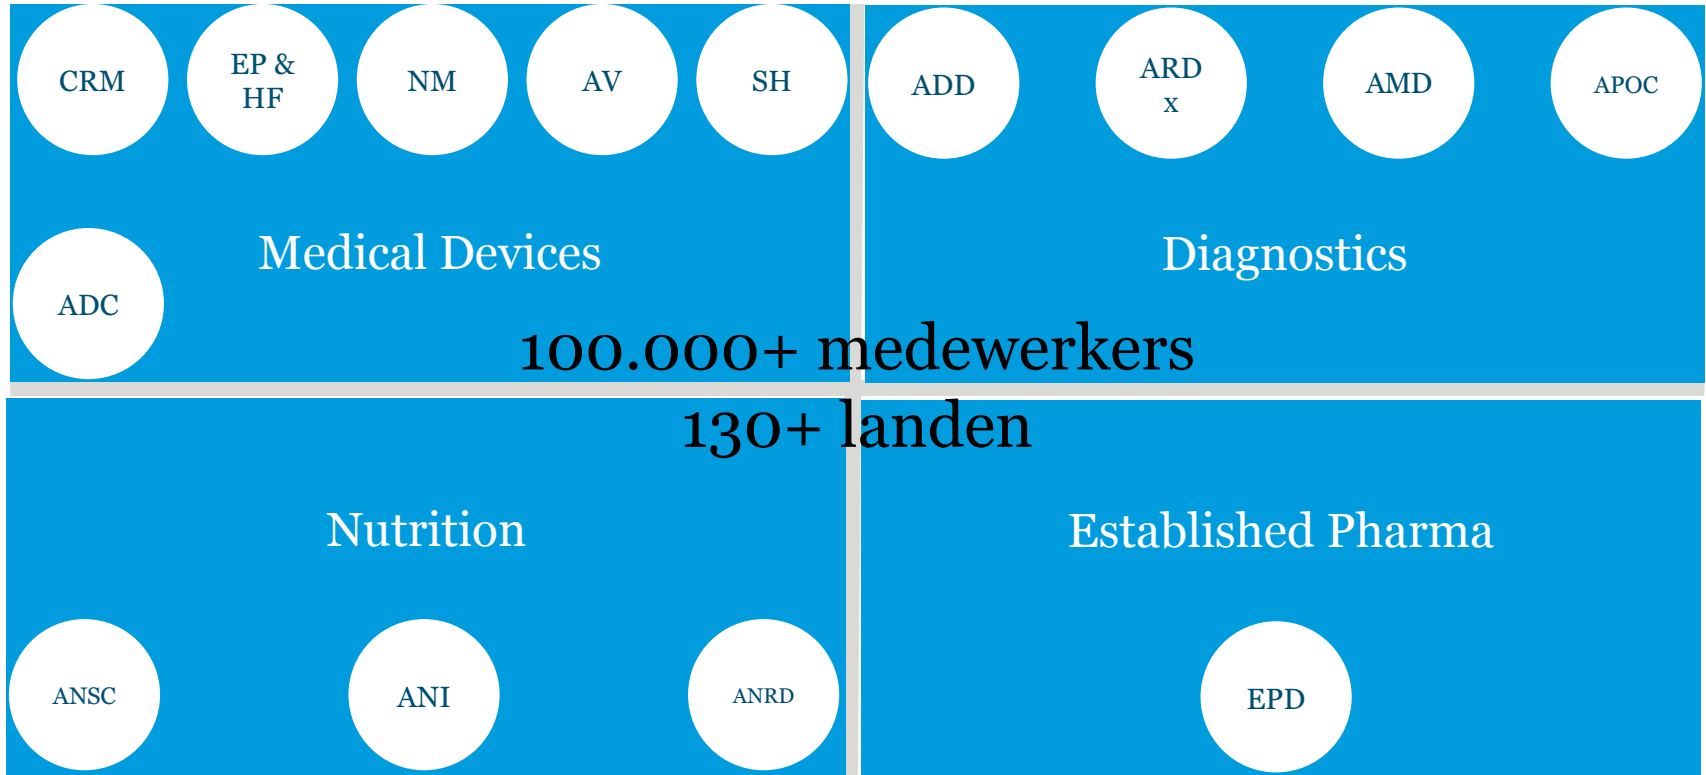 CRM
EP &
HF
NM
AV
SH
ADC
Medical Devices
ADD
ARD
x
AMD
APOC
Diagnostics
100.000+ medewerkers
130+ landen
Nutrition
ANSC
ANI
ANRD
Established Pharma
EPD